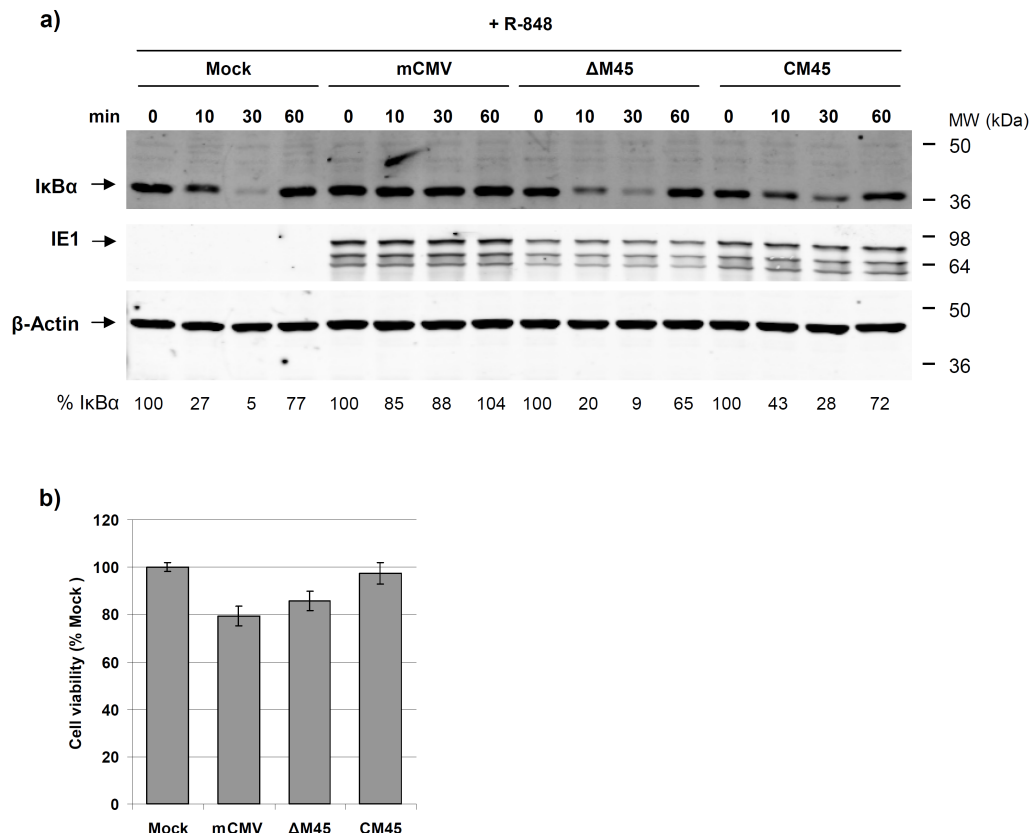 a)
+ R-848
Mock mCMV ΔM45 CM45
min 0 10 30 60 0 10 30 60 0 10 30 60 0 10 30 60 MW (kDa)
50
IκBα
36
IE1 98
64
50
β-Actin
36
% IκBα 100 27 5 77 100 85 88 104 100 20 9 65 100 43 28 72
b)
120
100
80
60
40
20
0
Cell viability (% Mock )
Mock mCMV ΔM45 CM45